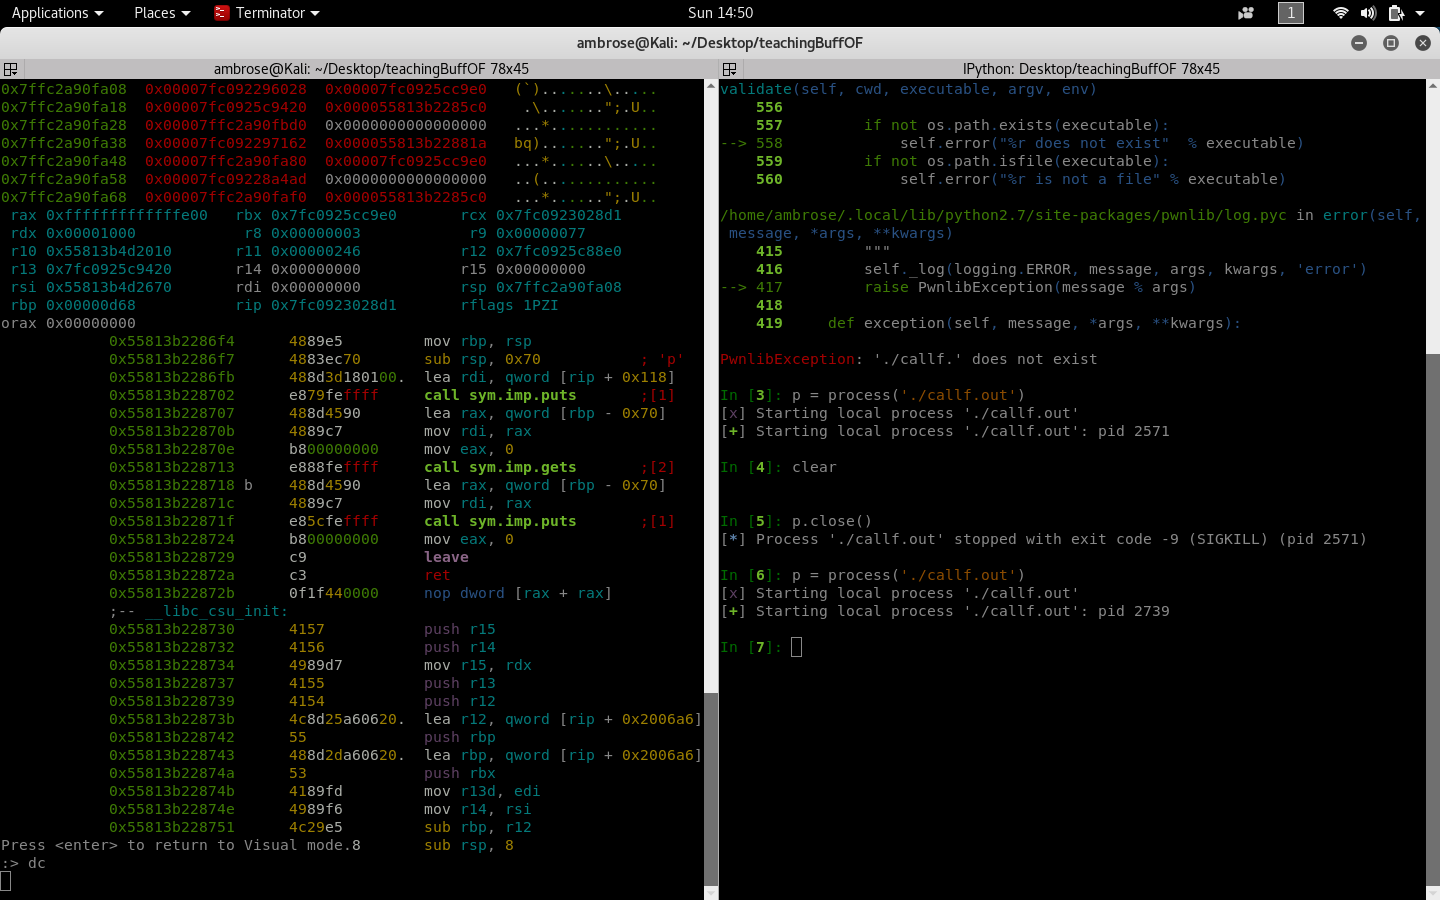 Applications Places Terminator Sun 14:50 1
ambrose@Kali: ~/Desktop/teachingBuffOF
ambrose@Kali: ~/Desktop/teachingBuffOF 78x45
0x7ffc2a90fa08 0x00007fc092296028 0x00007fc0925cc9e0 (`).......\.....
0x7ffc2a90fa18 0x00007fc0925c9420 0x000055813b2285c0 .\.......";.U..
0x7ffc2a90fa28 0x00007ffc2a90fbd0 0x0000000000000000 ...*............
0x7ffc2a90fa38 0x00007fc092297162 0x000055813b22881a bq).......";.U..
0x7ffc2a90fa48 0x00007ffc2a90fa80 0x00007fc0925cc9e0 ...*......\.....
0x7ffc2a90fa58 0x00007fc09228a4ad 0x0000000000000000 ..(.............
0x7ffc2a90fa68 0x00007ffc2a90faf0 0x000055813b2285c0 ...*......";.U..
rax 0xfffffffffffffe00 rbx 0x7fc0925cc9e0 rcx 0x7fc0923028d1
rdx 0x00001000 r8 0x00000003 r9 0x00000077
r10 0x55813b4d2010 r11 0x00000246 r12 0x7fc0925c88e0
r13 0x7fc0925c9420 r14 0x00000000 r15 0x00000000
rsi 0x55813b4d2670 rdi 0x00000000 rsp 0x7ffc2a90fa08
rbp 0x00000d68 rip 0x7fc0923028d1 rflags 1PZI
orax 0x00000000
0x55813b2286f4 4889e5 mov rbp, rsp
0x55813b2286f7 4883ec70 sub rsp, 0x70 ; 'p'
0x55813b2286fb 488d3d180100. lea rdi, qword [rip + 0x118]
0x55813b228702 e879feffff call sym.imp.puts ;[1]
0x55813b228707 488d4590 lea rax, qword [rbp - 0x70]
0x55813b22870b 4889c7 mov rdi, rax
0x55813b22870e b800000000 mov eax, 0
0x55813b228713 e888feffff call sym.imp.gets ;[2]
0x55813b228718 b 488d4590 lea rax, qword [rbp - 0x70]
0x55813b22871c 4889c7 mov rdi, rax
0x55813b22871f e85cfeffff call sym.imp.puts ;[1]
0x55813b228724 b800000000 mov eax, 0
0x55813b228729 c9 leave
0x55813b22872a c3 ret
0x55813b22872b 0f1f440000 nop dword [rax + rax]
;-- __libc_csu_init:
0x55813b228730 4157 push r15
0x55813b228732 4156 push r14
0x55813b228734 4989d7 mov r15, rdx
0x55813b228737 4155 push r13
0x55813b228739 4154 push r12
0x55813b22873b 4c8d25a60620. lea r12, qword [rip + 0x2006a6]
0x55813b228742 55 push rbp
0x55813b228743 488d2da60620. lea rbp, qword [rip + 0x2006a6]
0x55813b22874a 53 push rbx
0x55813b22874b 4189fd mov r13d, edi
0x55813b22874e 4989f6 mov r14, rsi
0x55813b228751 4c29e5 sub rbp, r12
Press <enter> to return to Visual mode.8 sub rsp, 8
:> dc
IPython: Desktop/teachingBuffOF 78x45
validate(self, cwd, executable, argv, env)
556
557 if not os.path.exists(executable):
--> 558 self.error("%r does not exist" % executable)
559 if not os.path.isfile(executable):
560 self.error("%r is not a file" % executable)
/home/ambrose/.local/lib/python2.7/site-packages/pwnlib/log.pyc in error(self,
message, *args, **kwargs)
415 """
416 self._log(logging.ERROR, message, args, kwargs, 'error')
--> 417 raise PwnlibException(message % args)
418
419 def exception(self, message, *args, **kwargs):
PwnlibException: './callf.' does not exist
In [3]: p = process('./callf.out')
[x] Starting local process './callf.out'
[+] Starting local process './callf.out': pid 2571
In [4]: clear
In [5]: p.close()
[*] Process './callf.out' stopped with exit code -9 (SIGKILL) (pid 2571)
In [6]: p = process('./callf.out')
[x] Starting local process './callf.out'
[+] Starting local process './callf.out': pid 2739
In [7]: